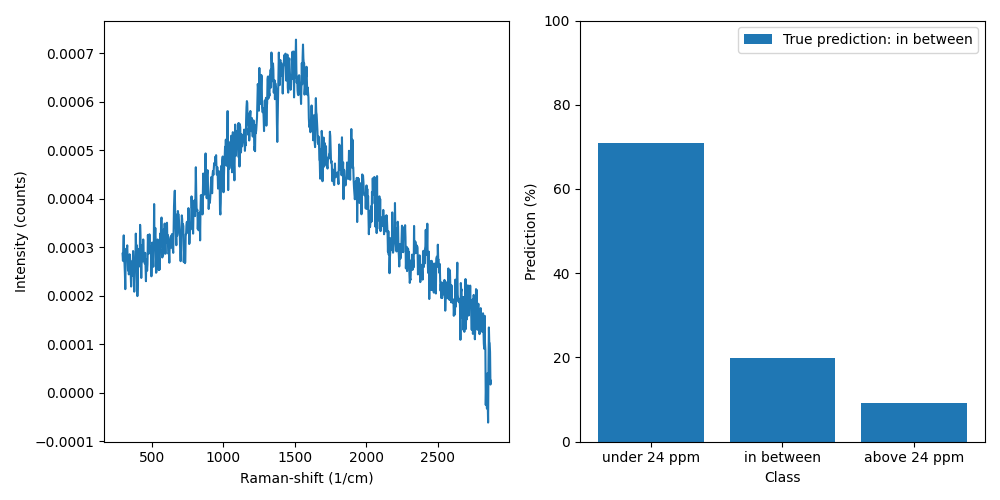 0.0007
0.0006
0.0005
0.0004
0.0003
0.0002
0.0001
0.0000
−0.0001
Intensity (counts)
500 1000 1500 2000 2500
Raman-shift (1/cm)
100
80
60
40
20
0
Prediction (%)
True prediction: in between
under 24 ppm in between above 24 ppm
Class